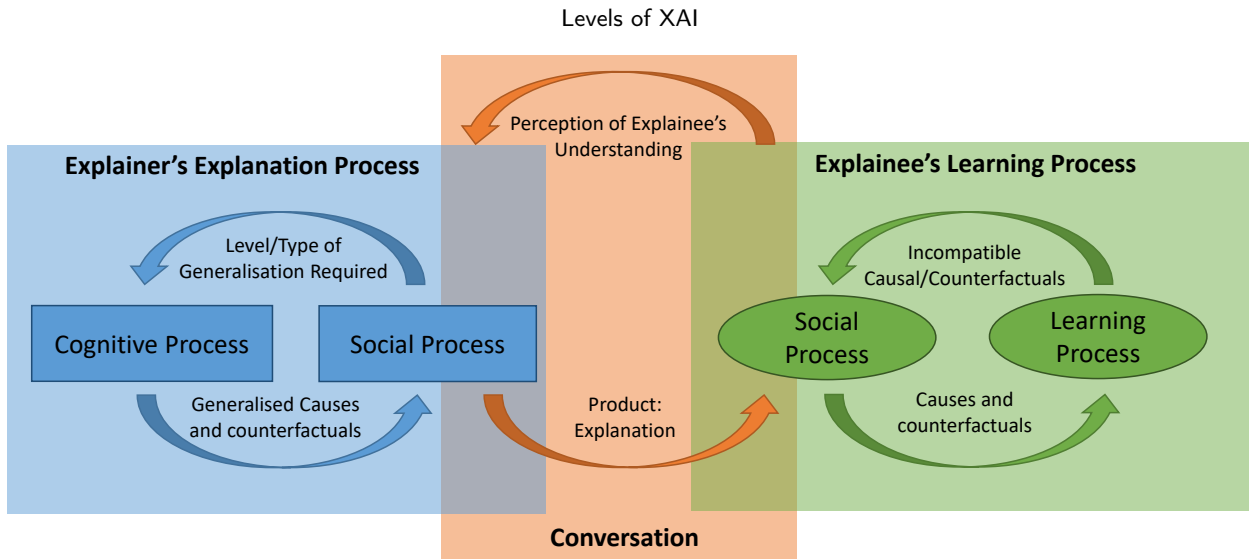 Levels of XAI
Perception of Explainee's
Understanding
Explainer's Explanation Process
Explainee's Learning Process
Level/Type of
Generalisation Required
Incompatible
Causal/Counterfactuals
Cognitive Process
Social Process
Social
Process
Learning
Process
Generalised Causes
and counterfactuals
Product:
Explanation
Causes and
counterfactuals
Conversation